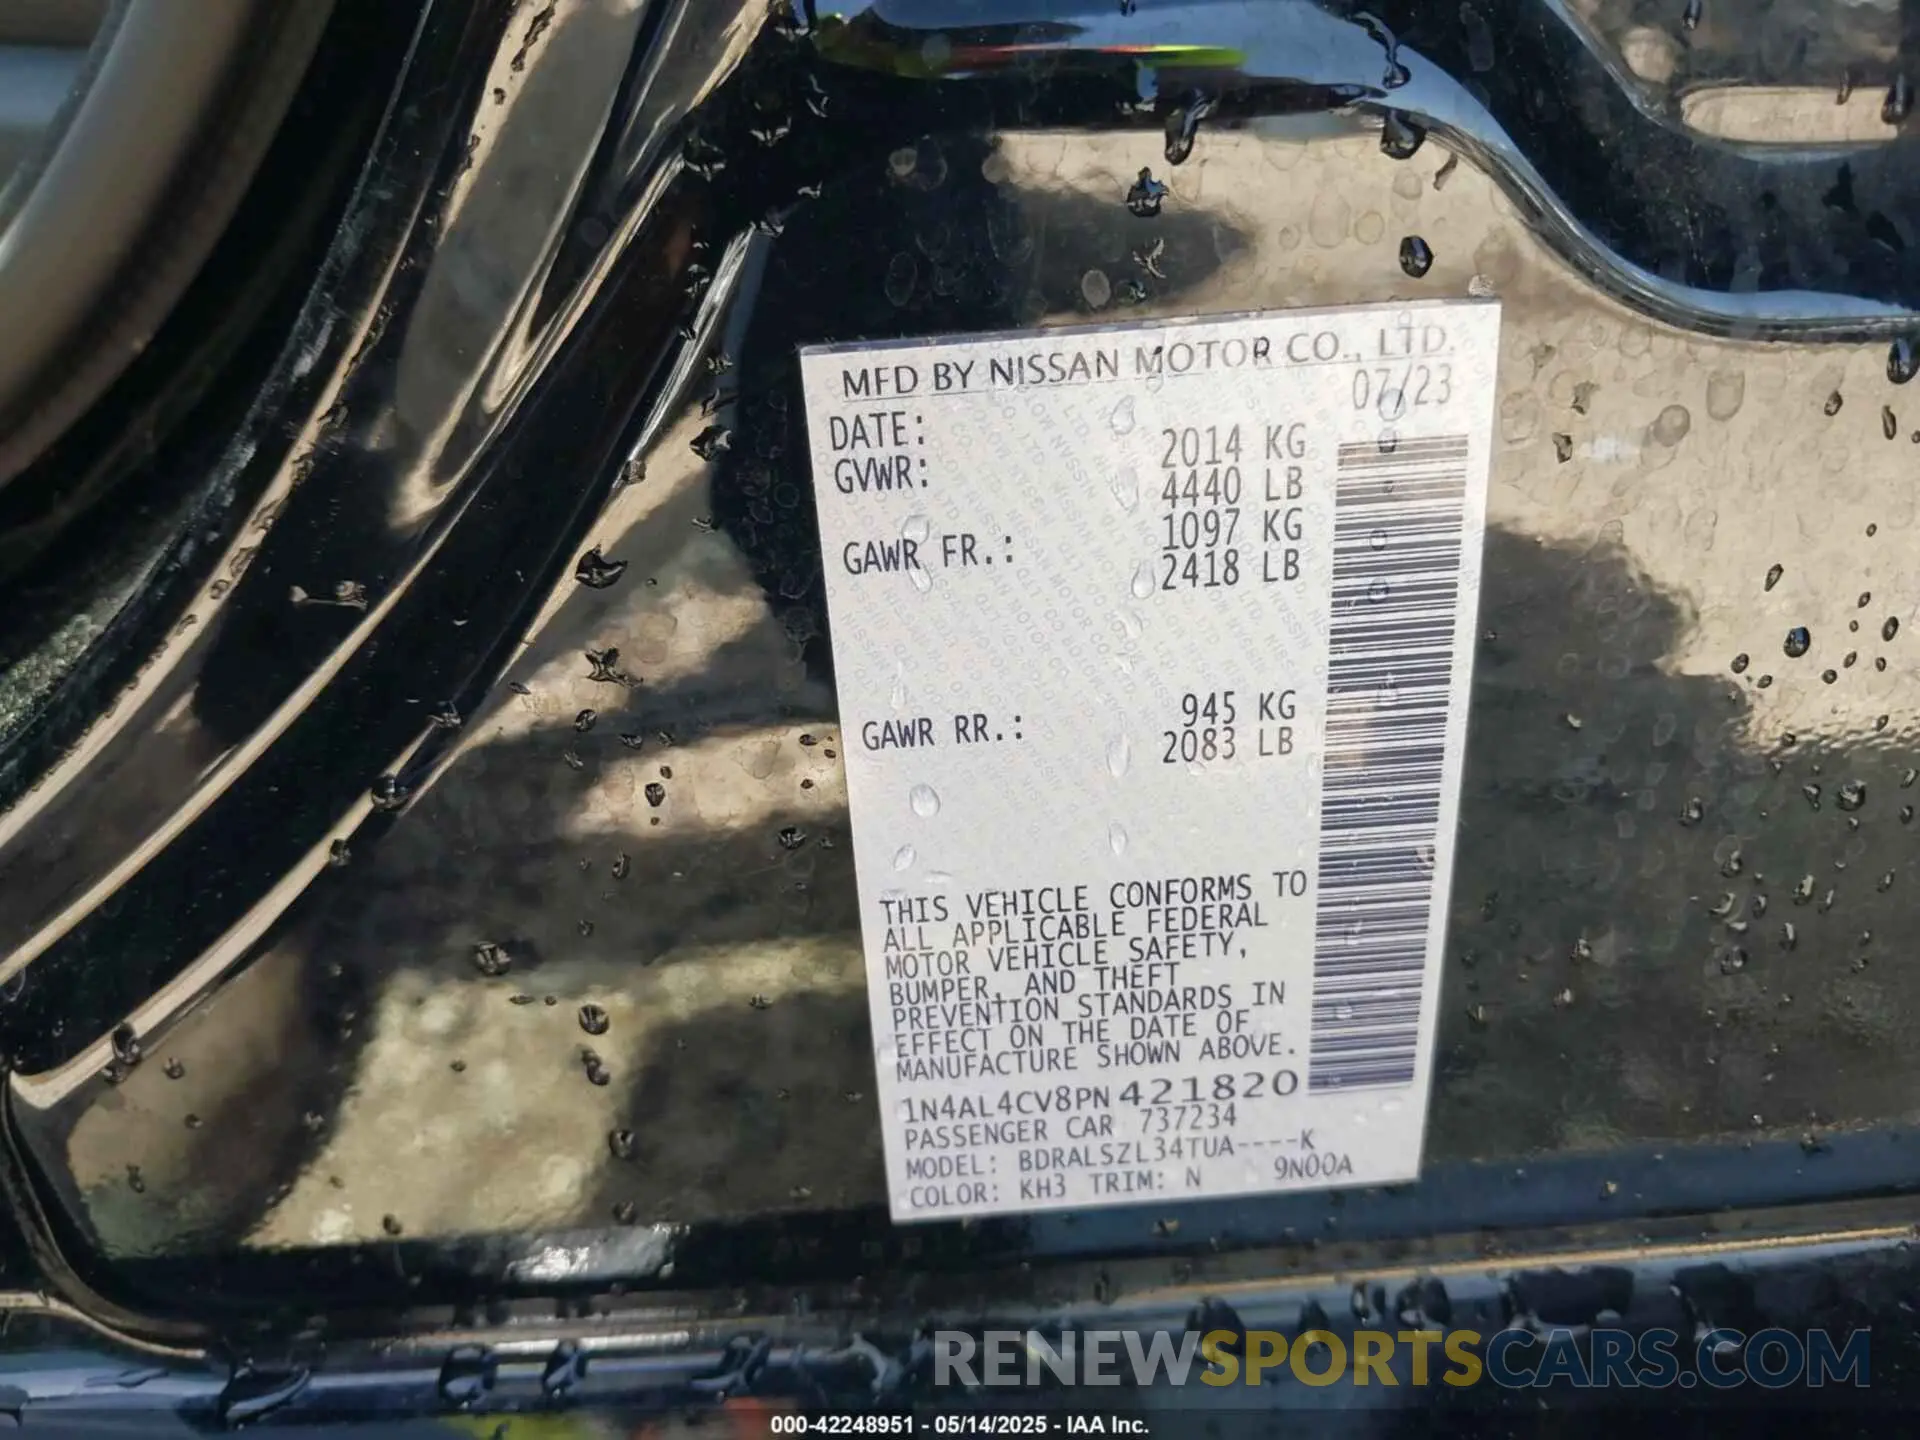 MFD BY NISSAN MOTOR CO., LTD.
DATE: 07/23
GVWR: 2014 KG
4440 LB
GAWR FR.: 1097 KG
2418 LB
GAWR RR.: 945 KG
2083 LB
THIS VEHICLE CONFORMS TO
ALL APPLICABLE FEDERAL
MOTOR VEHICLE SAFETY,
BUMPER, AND THEFT
PREVENTION STANDARDS IN
EFFECT ON THE DATE OF
MANUFACTURE SHOWN ABOVE.
1N4AL4CV8PN 421820
PASSENGER CAR 737234
MODEL: BDRALSZL34TUA----K
COLOR: KH3 TRIM: N 9N00A
RENEWSPORTSCARS.COM
000-42248951 - 05/14/2025 - IAA Inc.